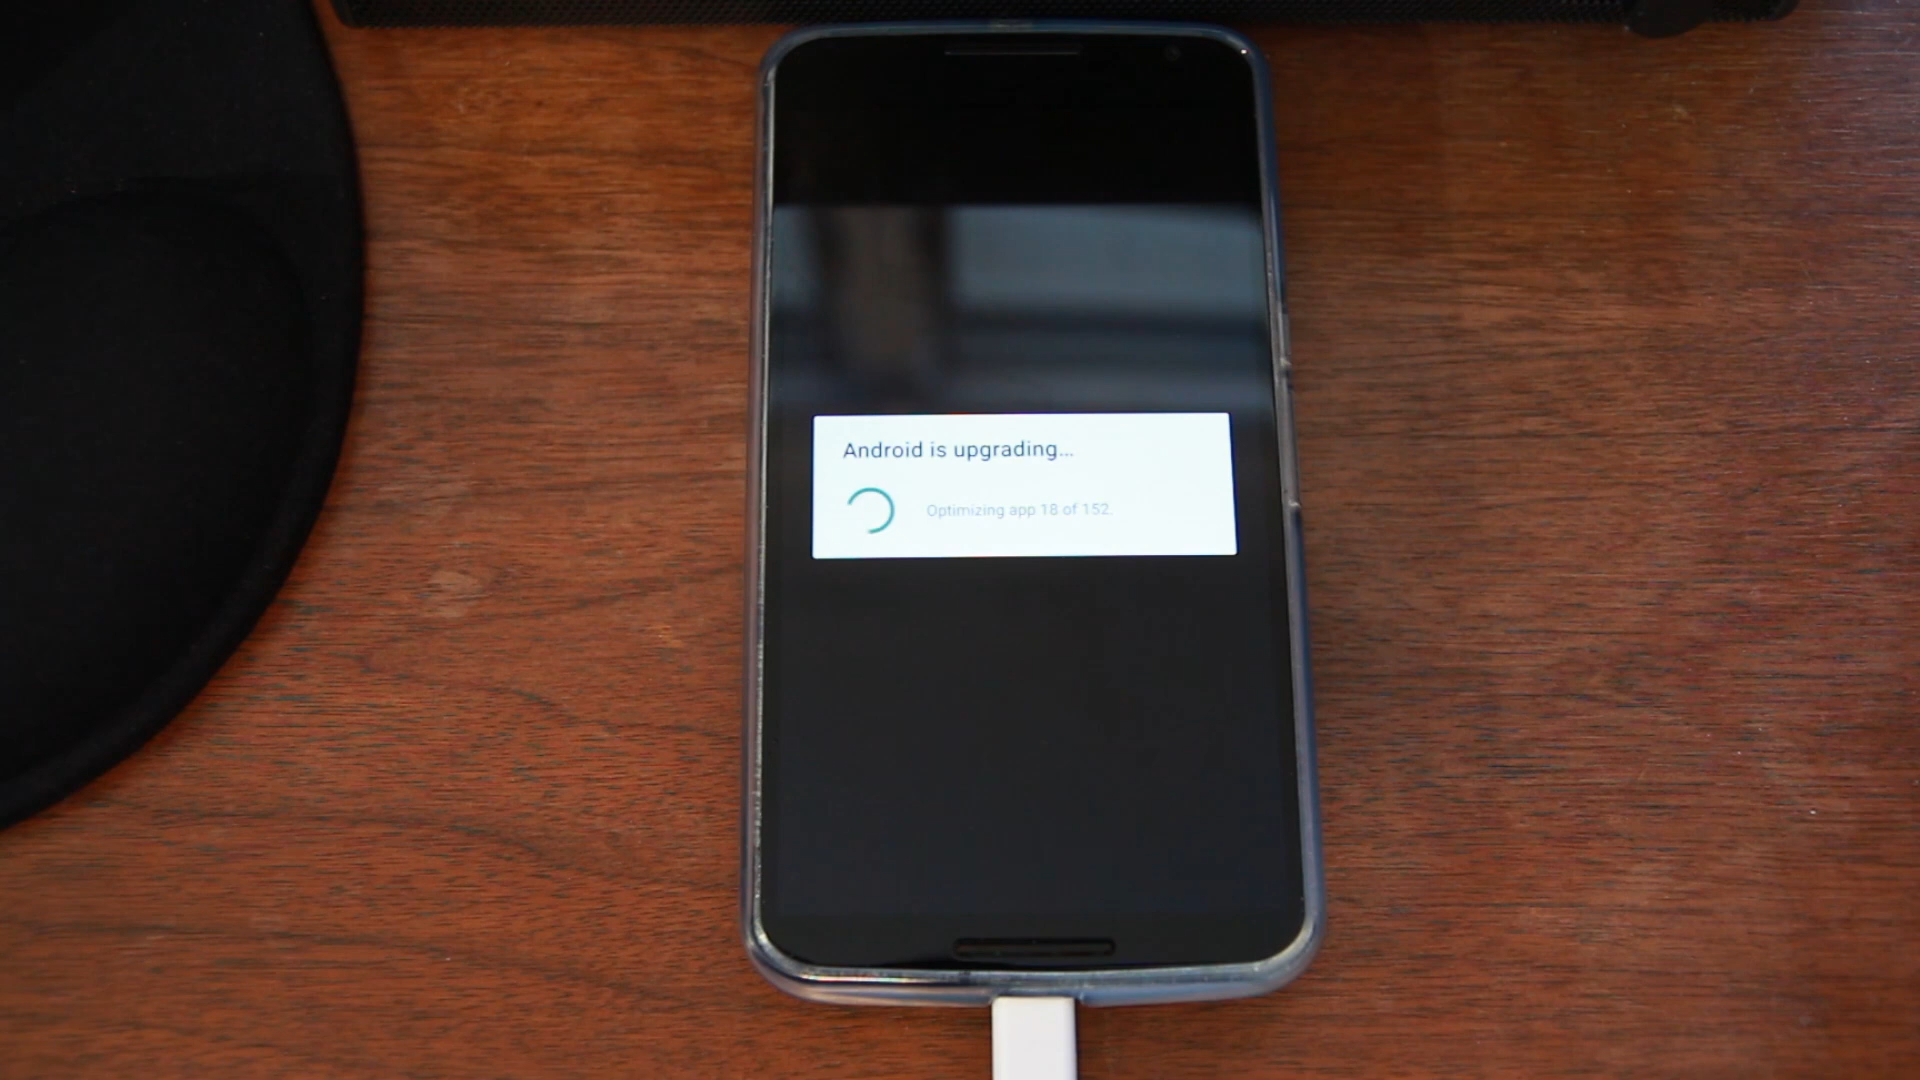 Android is upgrading...
Optimizing app 18 of 152.